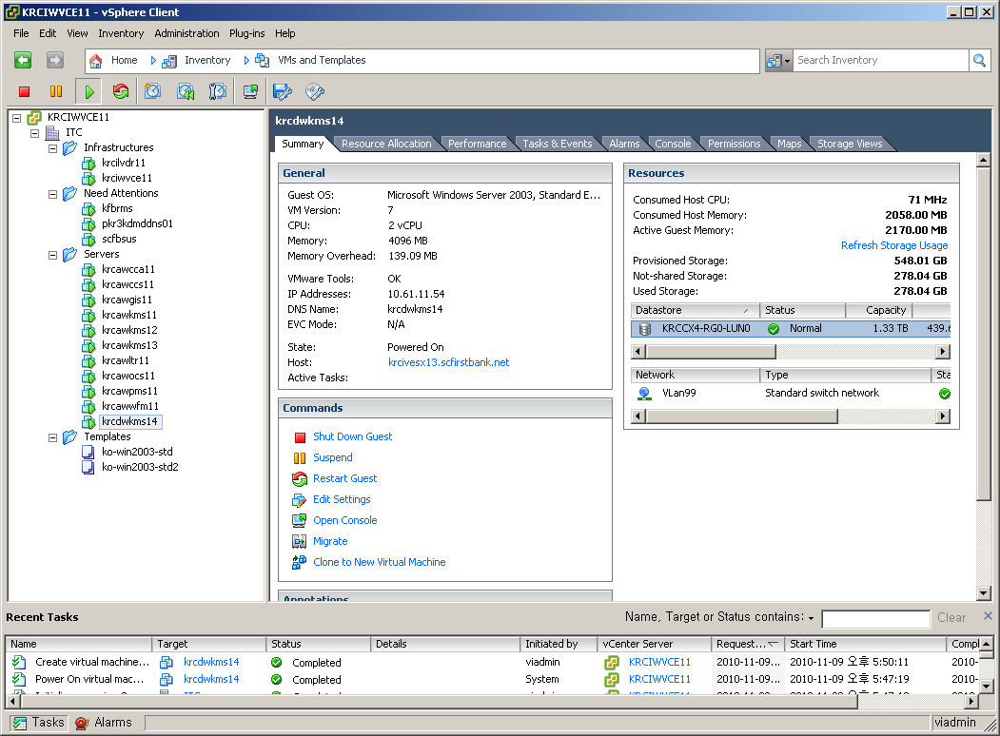 KRCIWVCE11 - vSphere Client
File Edit View Inventory Administration Plug-ins Help
Home Inventory VMs and Templates Search Inventory
KRCIWVCE11
ITC
Infrastructures
krcilvdr11
krciwvce11
Need Attentions
kfbrms
pkr3kdmddns01
scfbsus
Servers
krcawcca11
krcawccs11
krcawgis11
krcawkms11
krcawkms12
krcawkms13
krcawltr11
krcawocs11
krcawpms11
krcawwfm11
krcdwkms14
Templates
ko-win2003-std
ko-win2003-std2
krcdwkms14
Summary Resource Allocation Performance Tasks & Events Alarms Console Permissions Maps Storage Views
General
Guest OS: Microsoft Windows Server 2003, Standard E...
VM Version: 7
CPU: 2 vCPU
Memory: 4096 MB
Memory Overhead: 139.09 MB
VMware Tools: OK
IP Addresses: 10.61.11.54
DNS Name: krcdwkms14
EVC Mode: N/A
State: Powered On
Host: krcivesx13.scfirstbank.net
Active Tasks:
Commands
Shut Down Guest
Suspend
Restart Guest
Edit Settings
Open Console
Migrate
Clone to New Virtual Machine
Annotations
Resources
Consumed Host CPU: 71 MHz
Consumed Host Memory: 2058.00 MB
Active Guest Memory: 2170.00 MB
Refresh Storage Usage
Provisioned Storage: 548.01 GB
Not-shared Storage: 278.04 GB
Used Storage: 278.04 GB
Datastore Status Capacity
KRCCX4-RG0-LUN0 Normal 1.33 TB 439.6
Network Type Sta
VLan99 Standard switch network
Recent Tasks Name, Target or Status contains: Clear
Name Target Status Details Initiated by vCenter Server Request... Start Time Compl
Create virtual machine... krcdwkms14 Completed viadmin KRCIWVCE11 2010-11-09... 2010-11-09 오후 5:50:11 2010-
Power On virtual mac... krcdwkms14 Completed System KRCIWVCE11 2010-11-09... 2010-11-09 오후 5:47:19 2010-
Tasks Alarms viadmin